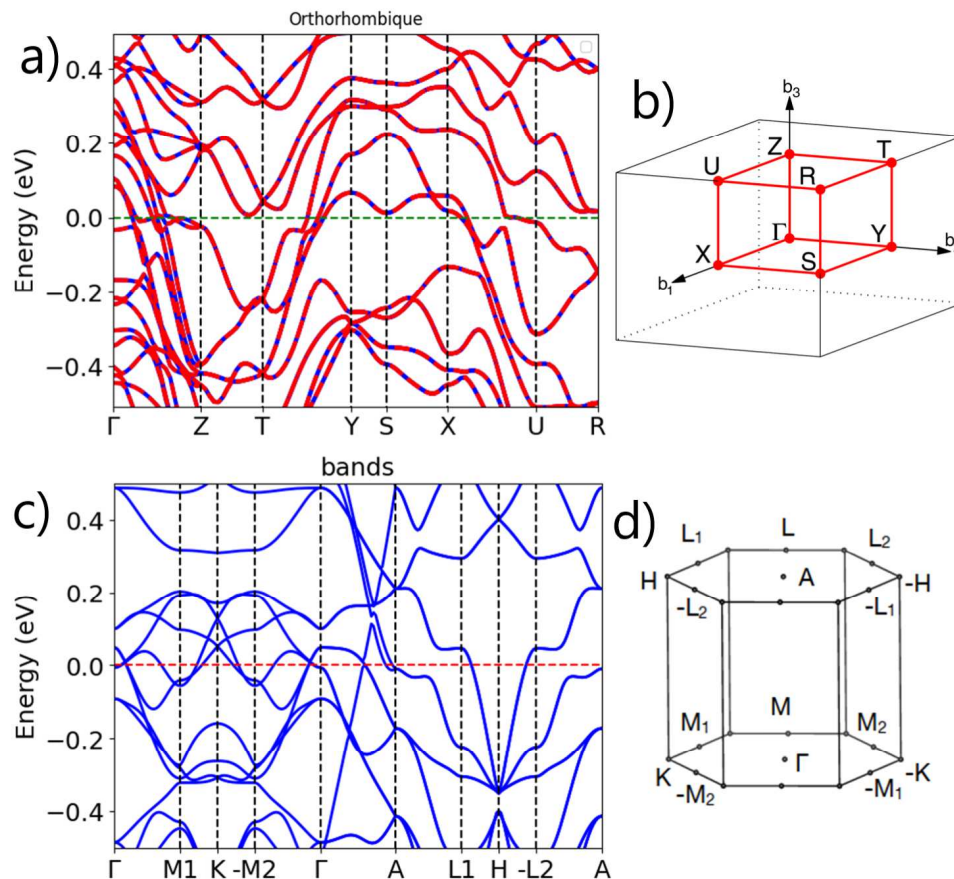 Orthorhombique
a)
Energy (eV)
0.4
0.2
0.0
−0.2
−0.4
Γ Z T Y S X U R
b)
b3
Z T
U R
Γ Y
X S
b1
b
bands
c)
Energy (eV)
0.4
0.2
0.0
−0.2
−0.4
Γ M1 K -M2 Γ A L1 H -L2 A
d)
L1 L L2
H A -H
-L2 -L1
M1 M M2
K Γ -K
-M2 -M1